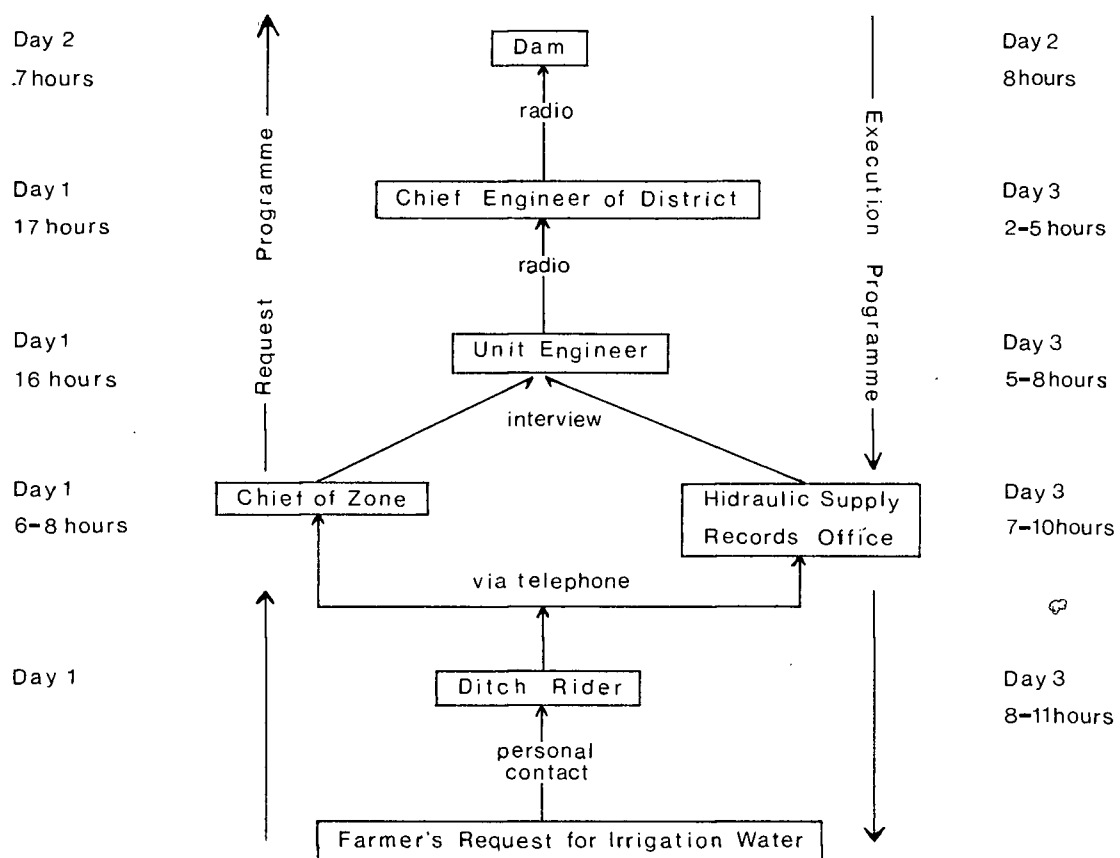 Day 2
.7 hours
Dam
Day 2
8hours
radio
Request Programme
Execution Programme
Day 1
17 hours
Chief Engineer of District
Day 3
2-5 hours
radio
Day 1
16 hours
Unit Engineer
Day 3
5-8hours
interview
Day 1
6-8 hours
Chief of Zone
Hidraulic Supply
Records Office
Day 3
7-10hours
via telephone
Day 1
Ditch Rider
Day 3
8-11hours
personal
contact
Farmer's Request for Irrigation Water